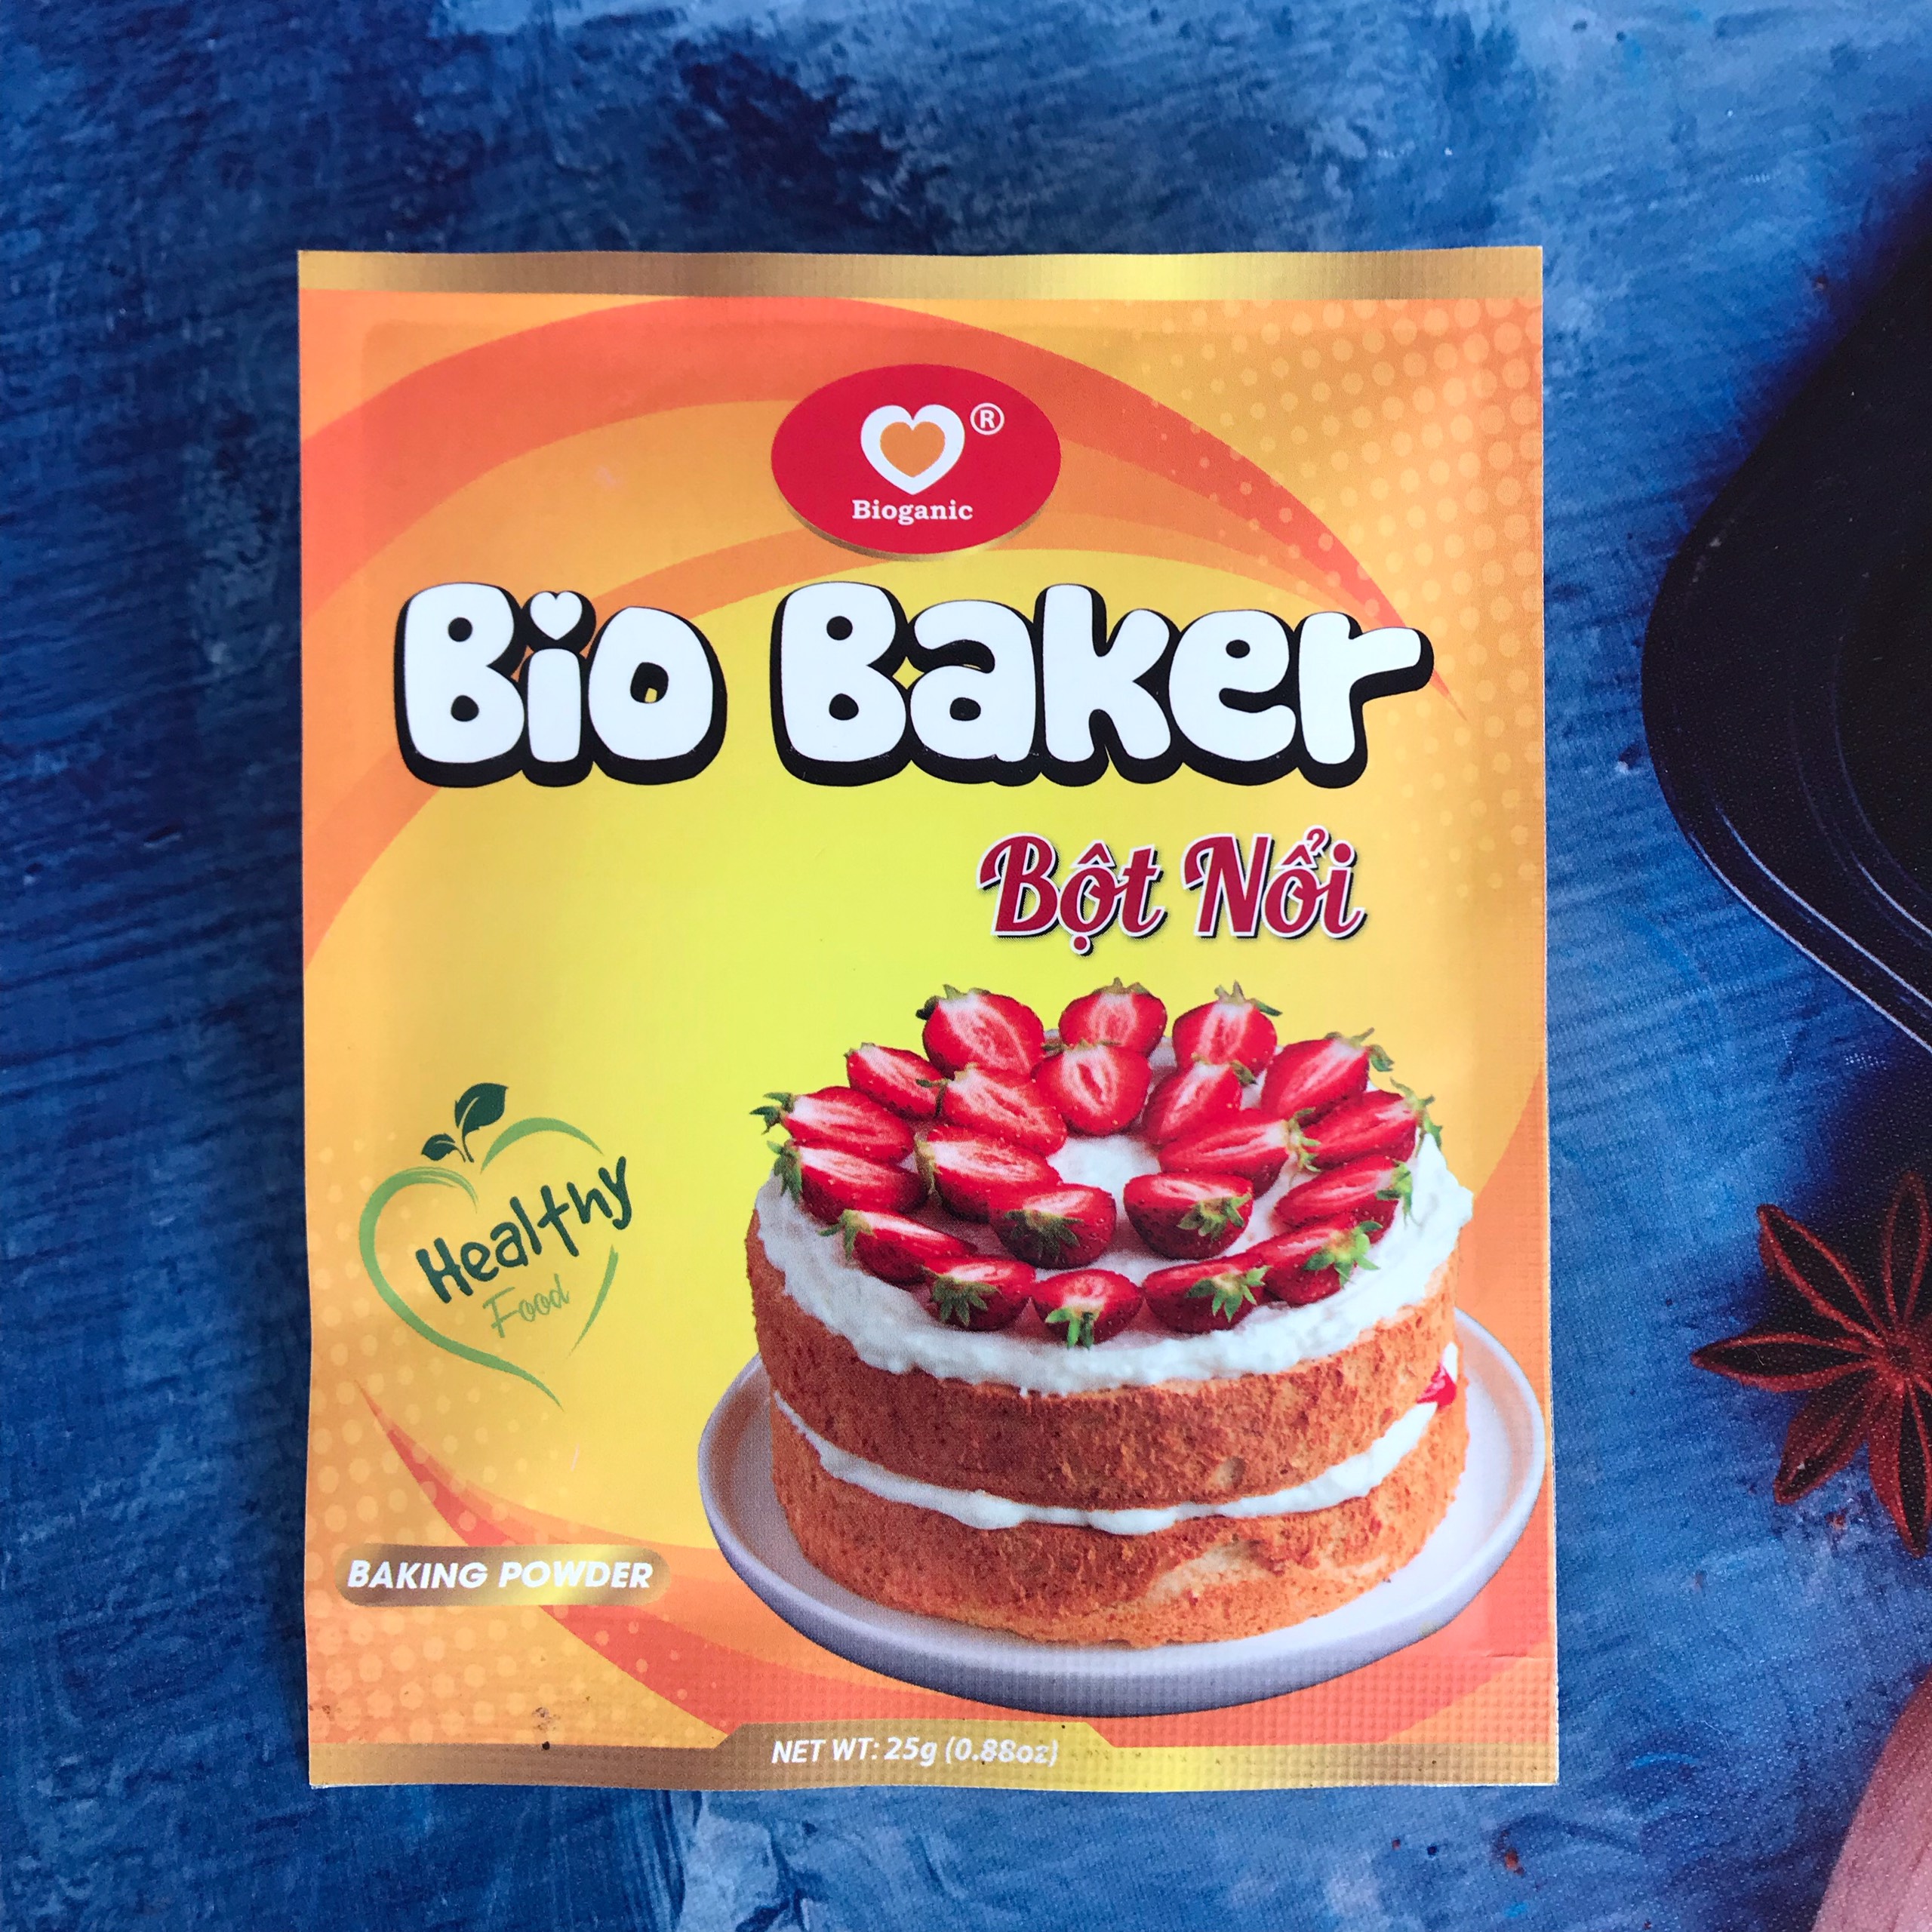 ®
Bioganic
Bio Baker
Bột Nổi
Healthy
Food
BAKING POWDER
NET WT: 25g (0.88oz)